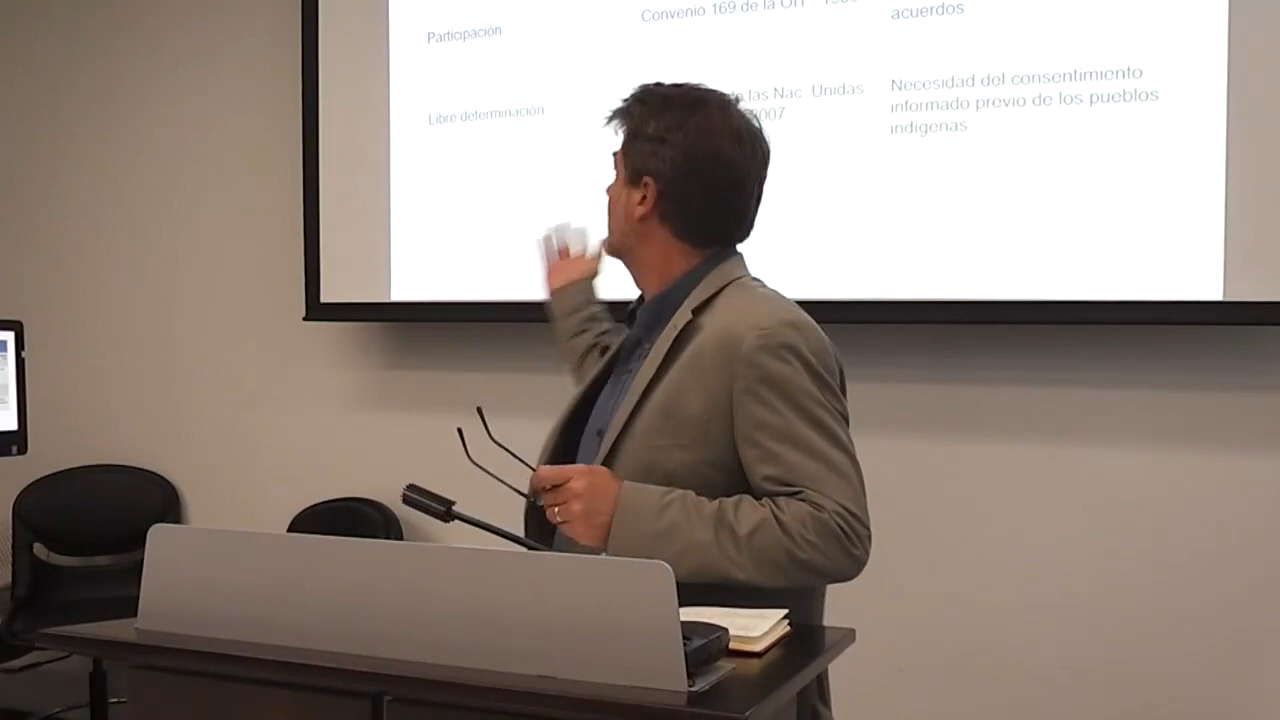 Participación
Convenio 169 de la OIT
acuerdos
Libre determinación
las Nac. Unidas
2007
Necesidad del consentimiento
informado previo de los pueblos
indígenas